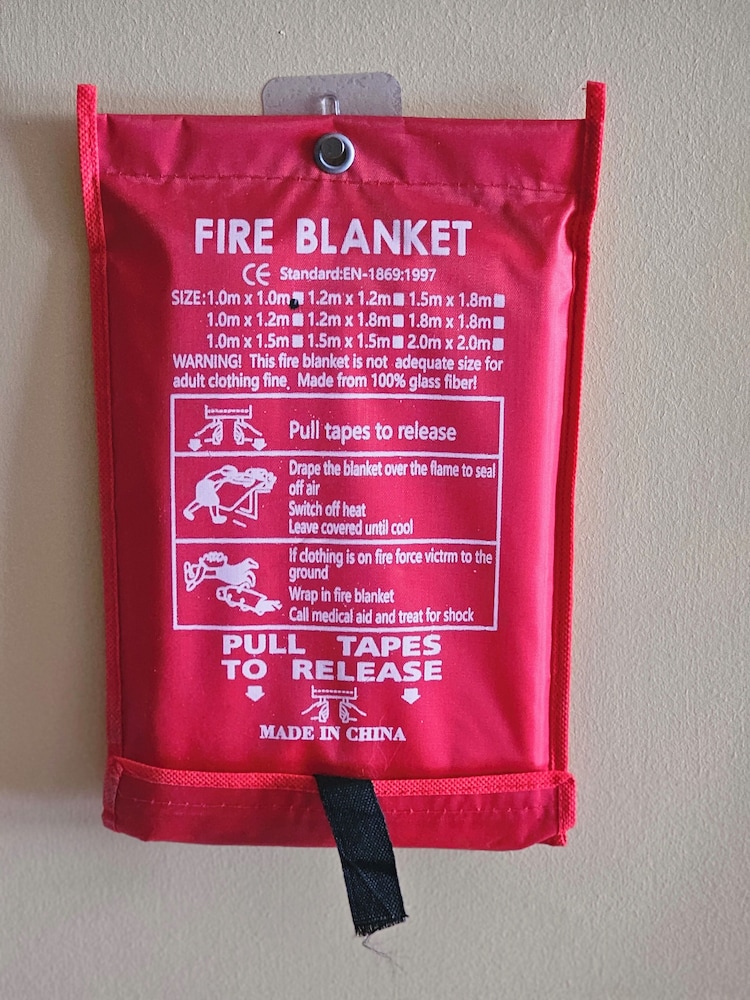 FIRE BLANKET
CE Standard:EN-1869:1997
SIZE:1.0m x 1.0m 1.2m x 1.2m 1.5m x 1.8m
1.0m x 1.2m 1.2m x 1.8m 1.8m x 1.8m
1.0m x 1.5m 1.5m x 1.5m 2.0m x 2.0m
WARNING! This fire blanket is not adequate size for
adult clothing fine. Made from 100% glass fiber!
Pull tapes to release
Drape the blanket over the flame to seal
off air
Switch off heat
Leave covered until cool
If clothing is on fire force victrm to the
ground
Wrap in fire blanket
Call medical aid and treat for shock
PULL TAPES
TO RELEASE
MADE IN CHINA